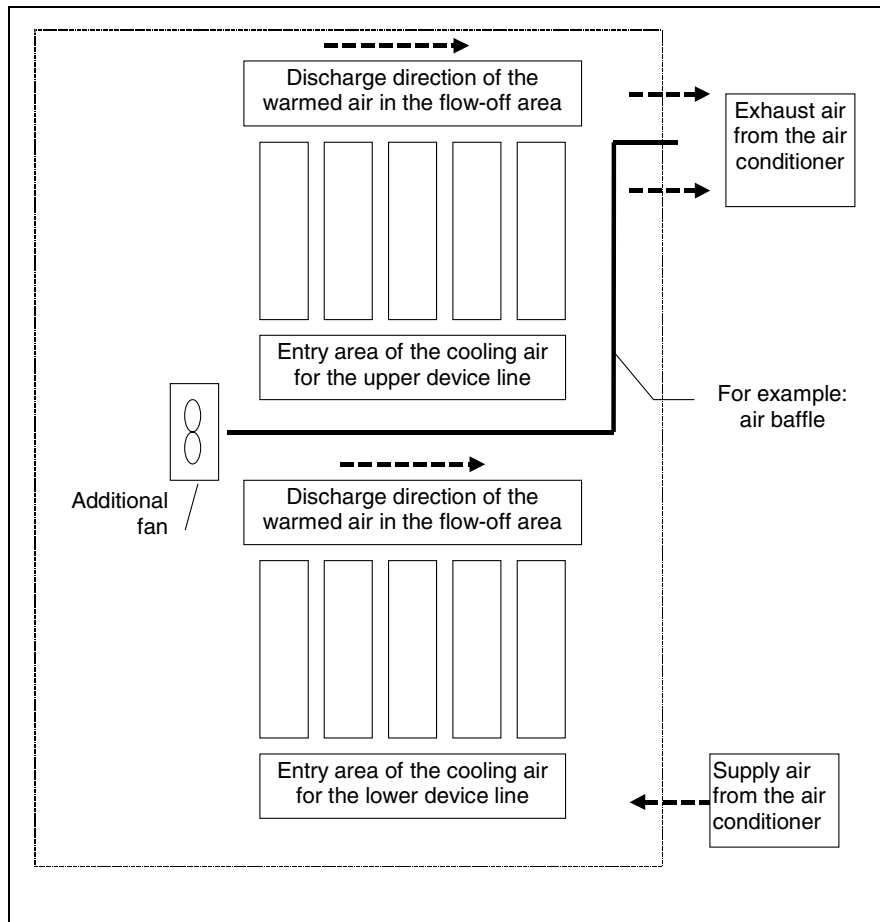 Discharge direction of the
warmed air in the flow-off area
Exhaust air
from the air
conditioner
Entry area of the cooling air
for the upper device line
For example:
air baffle
Additional
fan
Discharge direction of the
warmed air in the flow-off area
Entry area of the cooling air
for the lower device line
Supply air
from the air
conditioner